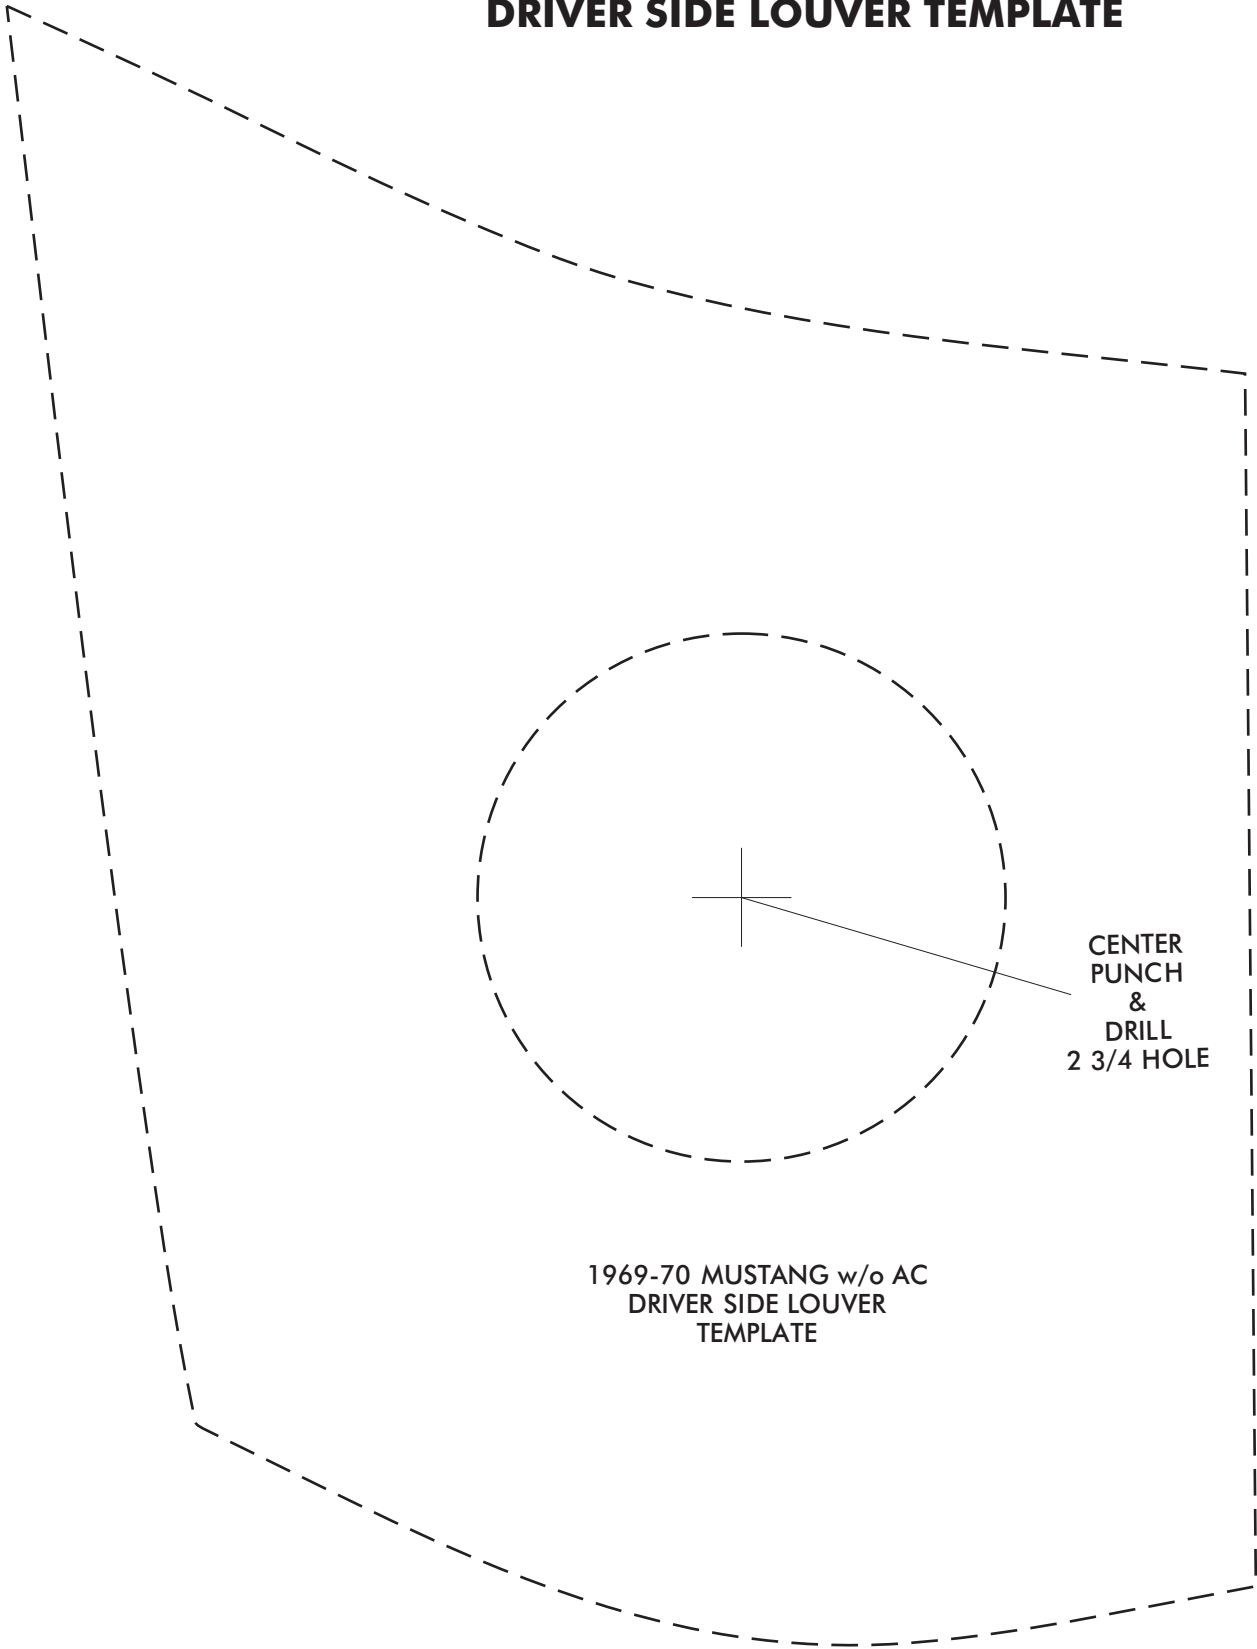 DRIVER SIDE LOUVER TEMPLATE
CENTER
PUNCH
&
DRILL
2 3/4 HOLE
1969-70 MUSTANG w/o AC
DRIVER SIDE LOUVER
TEMPLATE